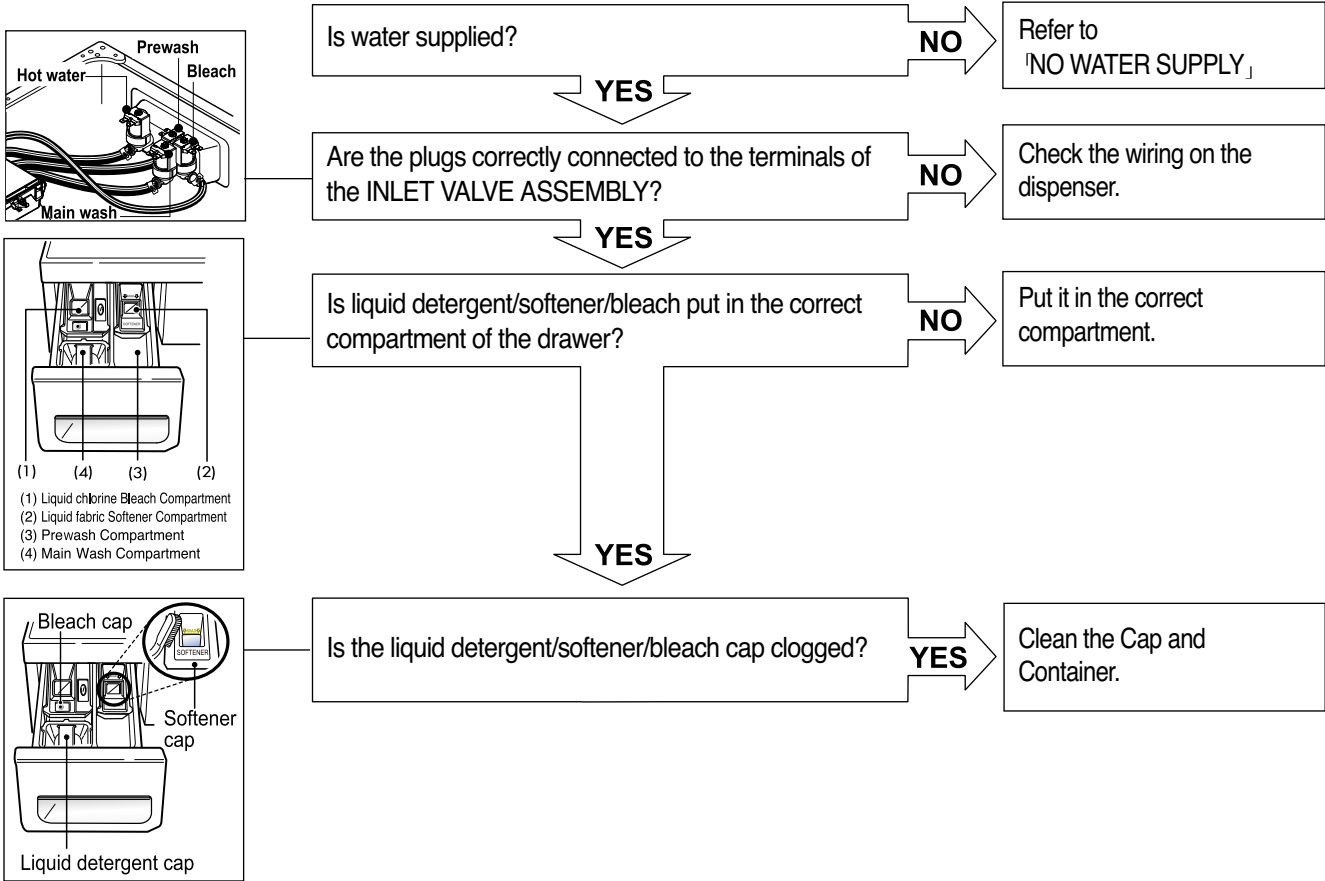 Is water supplied?
NO
Refer to
「NO WATER SUPPLY」
YES
Prewash
Hot water
Bleach
Main wash
Are the plugs correctly connected to the terminals of
the INLET VALVE ASSEMBLY?
NO
Check the wiring on the
dispenser.
YES
SOFTENER
(1) (4) (3) (2)
(1) Liquid chlorine Bleach Compartment
(2) Liquid fabric Softener Compartment
(3) Prewash Compartment
(4) Main Wash Compartment
Is liquid detergent/softener/bleach put in the correct
compartment of the drawer?
NO
Put it in the correct
compartment.
YES
Bleach cap
SOFTENER
Softener
cap
Liquid detergent cap
Is the liquid detergent/softener/bleach cap clogged?
YES
Clean the Cap and
Container.